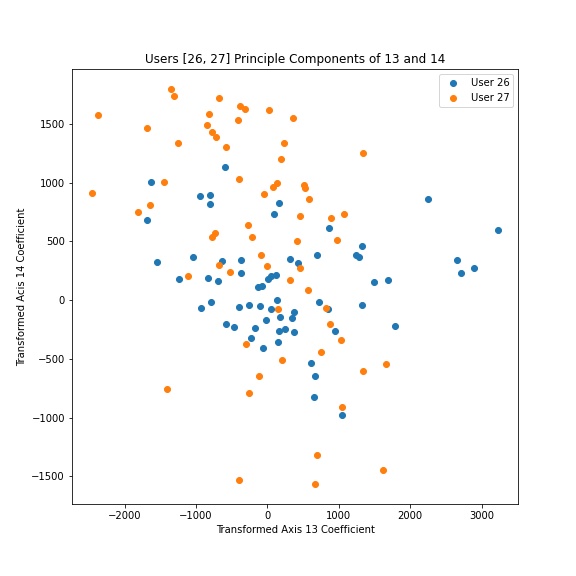 Users [26, 27] Principle Components of 13 and 14
User 26
User 27
Transformed Acis 14 Coefficient
1500
1000
500
0
−500
−1000
−1500
−2000 −1000 0 1000 2000 3000
Transformed Axis 13 Coefficient